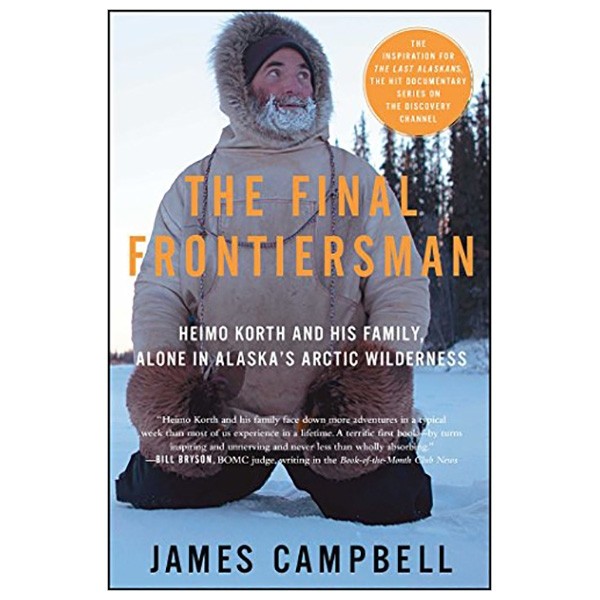 THE
INSPIRATION FOR
THE LAST ALASKANS,
THE HIT DOCUMENTARY
SERIES ON
THE DISCOVERY
CHANNEL
THE FINAL
FRONTIERSMAN
HEIMO KORTH AND HIS FAMILY,
ALONE IN ALASKA'S ARCTIC WILDERNESS
"Heimo Korth and his family face down more adventures in a typical
week than most of us experience in a lifetime. A terrific first book—by turns
inspiring and unnerving and never less than wholly absorbing."
—BILL BRYSON, BOMC judge, writing in the Book-of-the-Month Club News
JAMES CAMPBELL